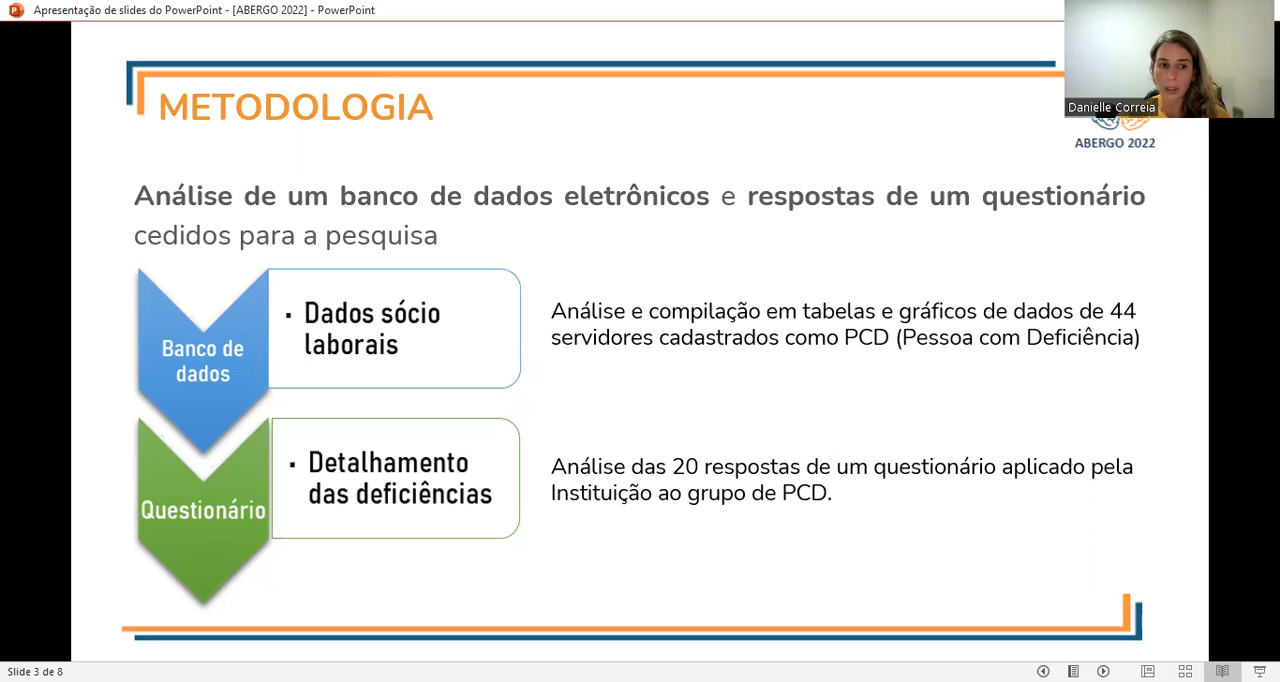 Apresentação de slides do PowerPoint - [ABERGO 2022] - PowerPoint
Danielle Correia
METODOLOGIA
ABERGO 2022
Análise de um banco de dados eletrônicos e respostas de um questionário
cedidos para a pesquisa
Banco de
dados
▪ Dados sócio
laborais
Análise e compilação em tabelas e gráficos de dados de 44
servidores cadastrados como PCD (Pessoa com Deficiência)
Questionário
▪ Detalhamento
das deficiências
Análise das 20 respostas de um questionário aplicado pela
Instituição ao grupo de PCD.
Slide 3 de 8